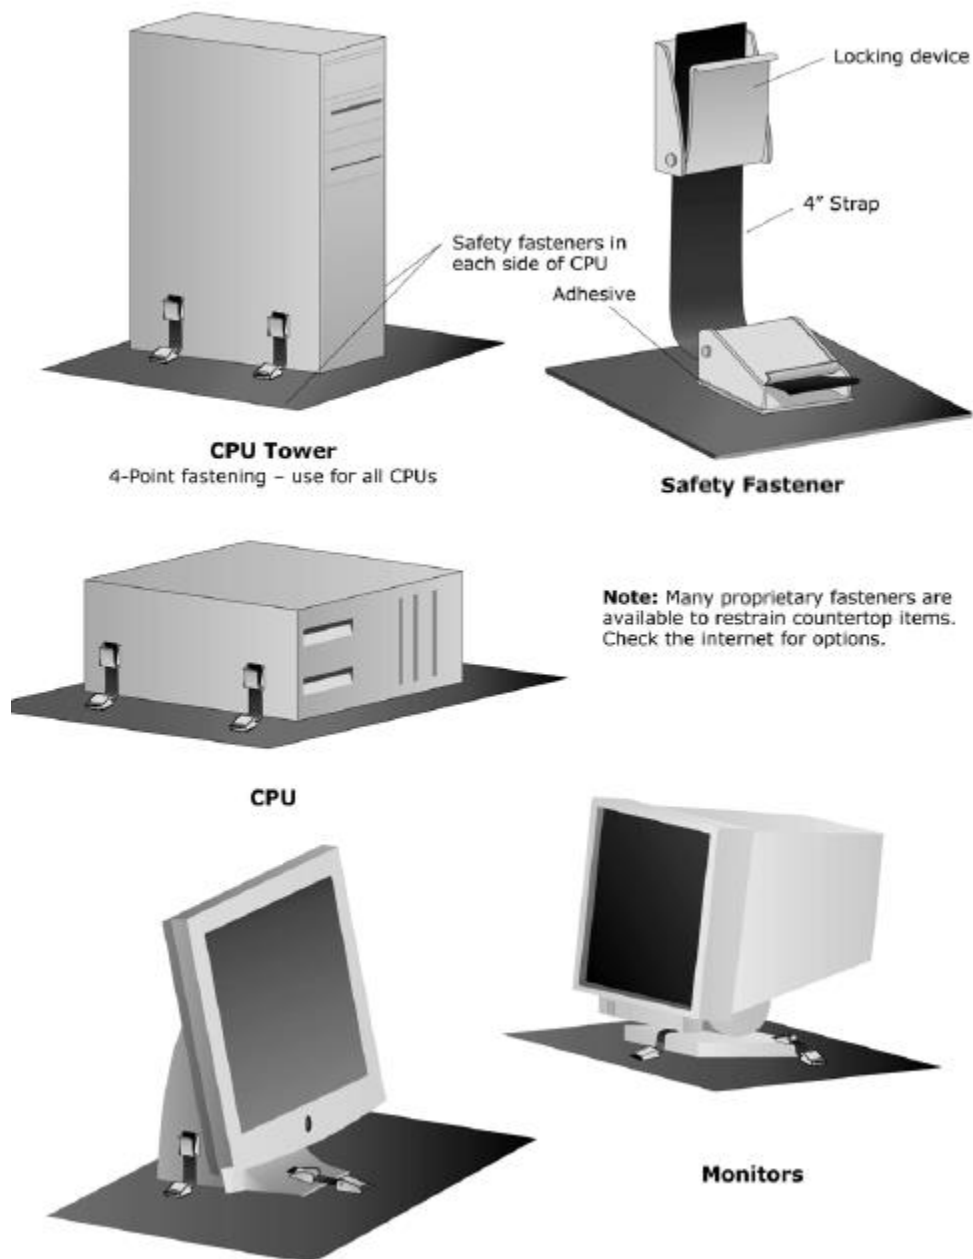 Locking device
4” Strap
Safety fasteners in
each side of CPU
Adhesive
CPU Tower
4-Point fastening – use for all CPUs
Safety Fastener
Note: Many proprietary fasteners are
available to restrain countertop items.
Check the internet for options.
CPU
Monitors